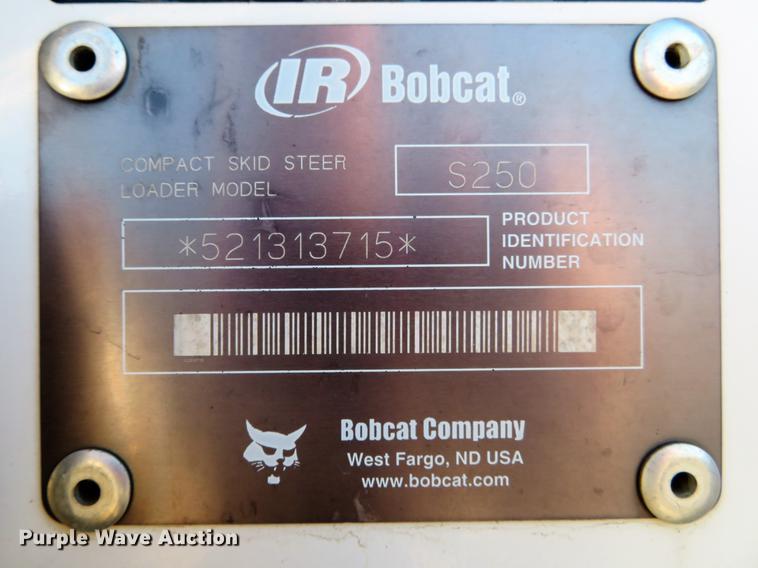 IR Bobcat®
COMPACT SKID STEER
LOADER MODEL
S250
*521313715*
PRODUCT
IDENTIFICATION
NUMBER
Bobcat Company
West Fargo, ND USA
www.bobcat.com
Purple Wave Auction